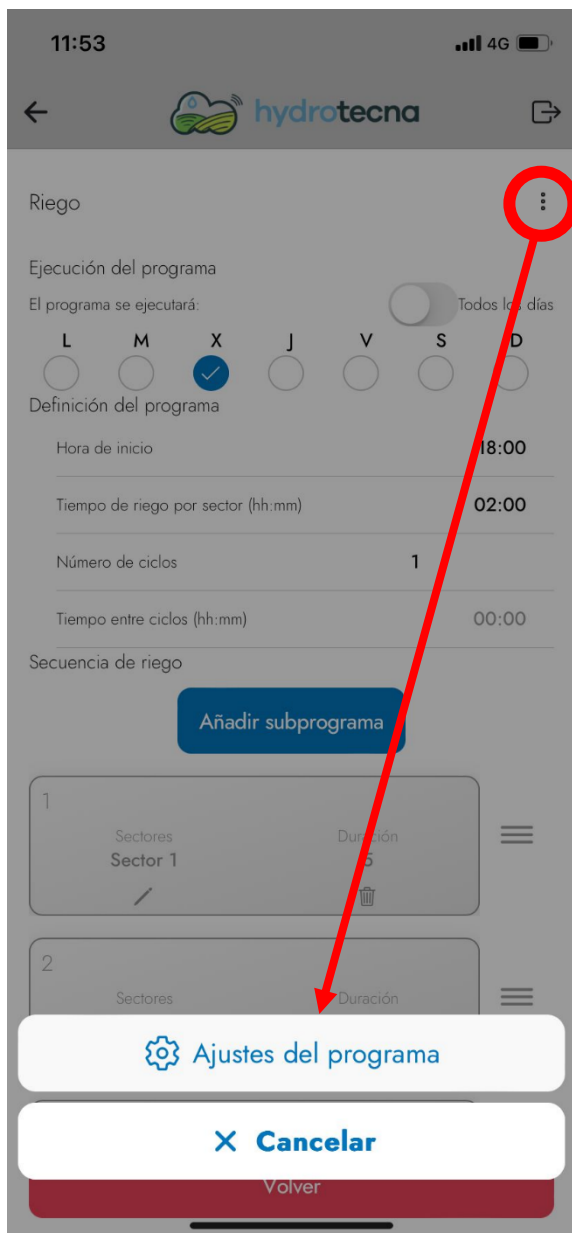 11:53 4G
hydrotecna
Riego
Ejecución del programa
El programa se ejecutará: Todos los días
L M X J V S D
Definición del programa
Hora de inicio 18:00
Tiempo de riego por sector (hh:mm) 02:00
Número de ciclos 1
Tiempo entre ciclos (hh:mm) 00:00
Secuencia de riego
Añadir subprograma
1
Sectores Duración
Sector 1
2
Sectores Duración
Ajustes del programa
Cancelar
Volver